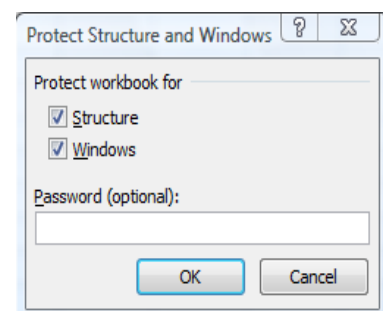 Protect Structure and Windows
Protect workbook for
Structure
Windows
Password (optional):
OK Cancel